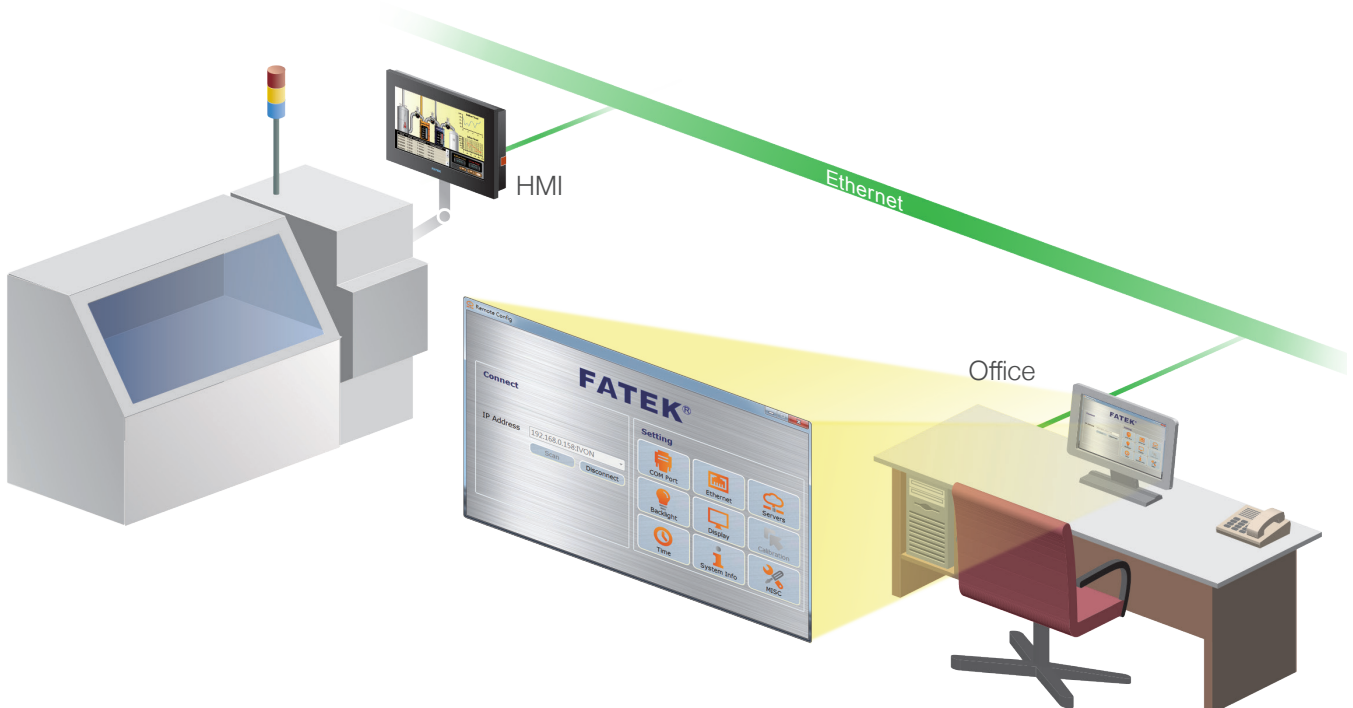 HMI
Ethernet
Office
Remote Config
FATEK®
Connect
IP Address
192.168.0.158:JVON
Scan
Disconnect
Setting
COM Port
Ethernet
Servers
Backlight
Display
Calibration
Time
System Info
MISC
FATEK